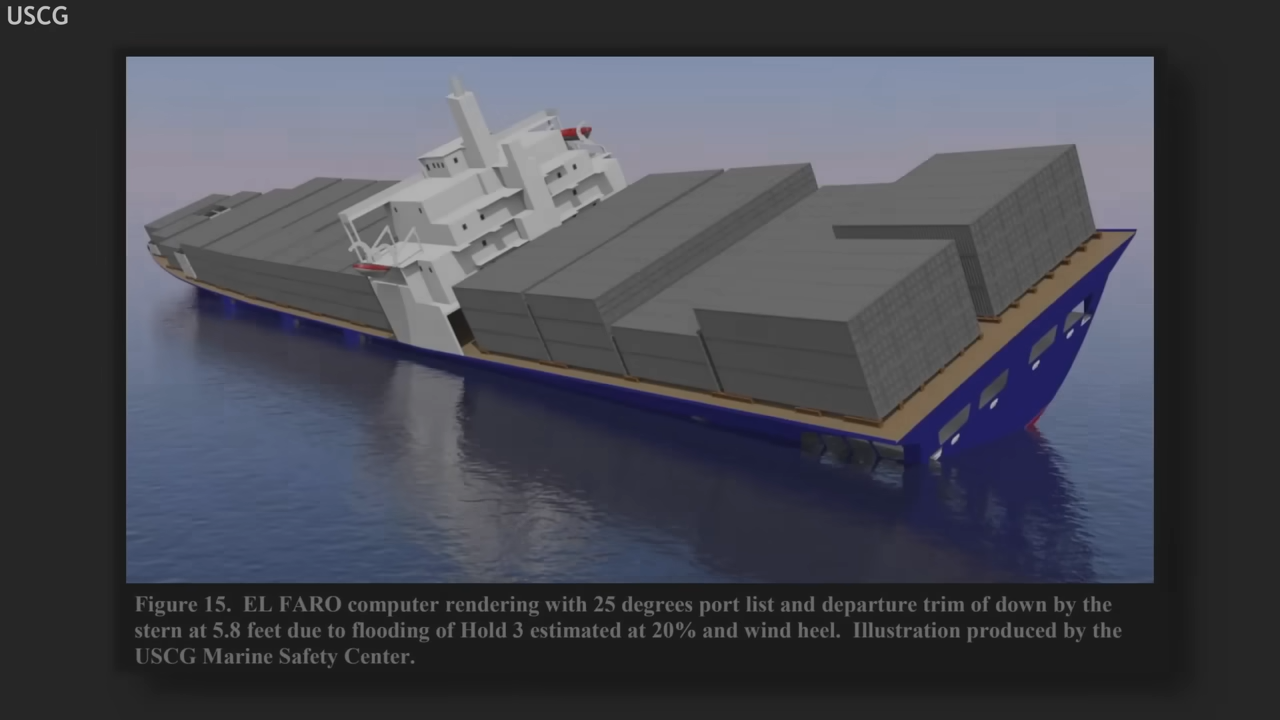 USCG
Figure 15.  EL FARO computer rendering with 25 degrees port list and departure trim of down by the
stern at 5.8 feet due to flooding of Hold 3 estimated at 20% and wind heel.  Illustration produced by the
USCG Marine Safety Center.